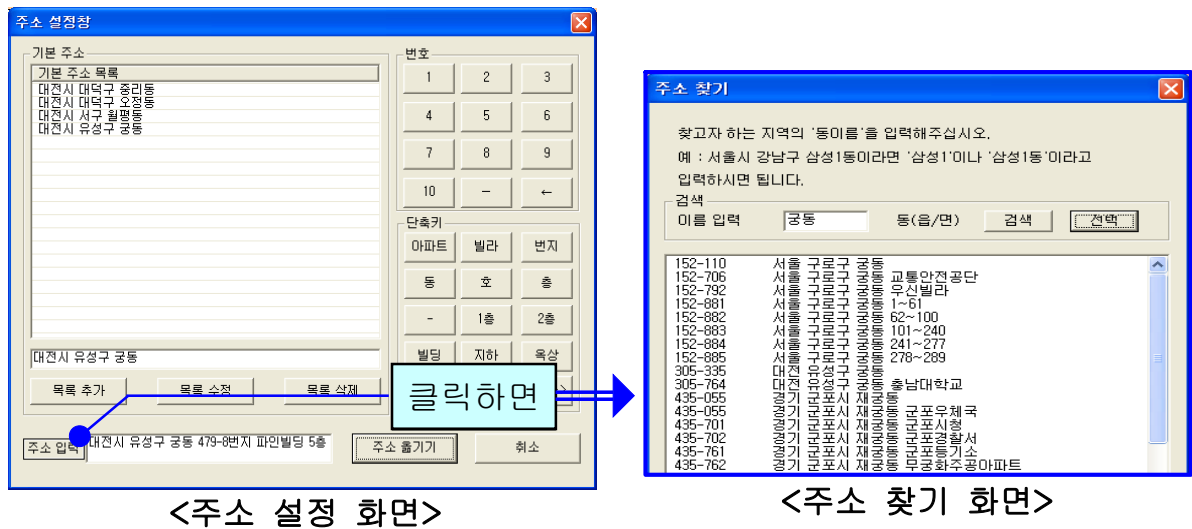 주소 설정창
기본 주소
기본 주소 목록
대전시 대덕구 중리동
대전시 대덕구 오정동
대전시 서구 월평동
대전시 유성구 궁동
대전시 유성구 궁동
목록 추가 목록 수정 목록 삭제
주소 입력 대전시 유성구 궁동 479-8번지 파인빌딩 5층 주소 옮기기 취소
번호
1 2 3
4 5 6
7 8 9
10 - ←
단축키
아파트 빌라 번지
동 호 층
- 1층 2층
빌딩 지하 옥상
>
클릭하면
<주소 설정 화면>
주소 찾기
찾고자 하는 지역의 '동이름'을 입력해주십시오.
예 : 서울시 강남구 삼성1동이라면 '삼성1'이나 '삼성1동'이라고
입력하시면 됩니다.
검색
이름 입력 궁동 동(읍/면) 검색 선택
152-110 서울 구로구 궁동
152-706 서울 구로구 궁동 교통안전공단
152-792 서울 구로구 궁동 우신빌라
152-881 서울 구로구 궁동 1~61
152-882 서울 구로구 궁동 62~100
152-883 서울 구로구 궁동 101~240
152-884 서울 구로구 궁동 241~277
152-885 서울 구로구 궁동 278~289
305-335 대전 유성구 궁동
305-764 대전 유성구 궁동 충남대학교
435-055 경기 군포시 재궁동
435-055 경기 군포시 재궁동 군포우체국
435-701 경기 군포시 재궁동 군포시청
435-702 경기 군포시 재궁동 군포경찰서
435-761 경기 군포시 재궁동 군포등기소
435-762 경기 군포시 재궁동 무궁화주공아파트
<주소 찾기 화면>